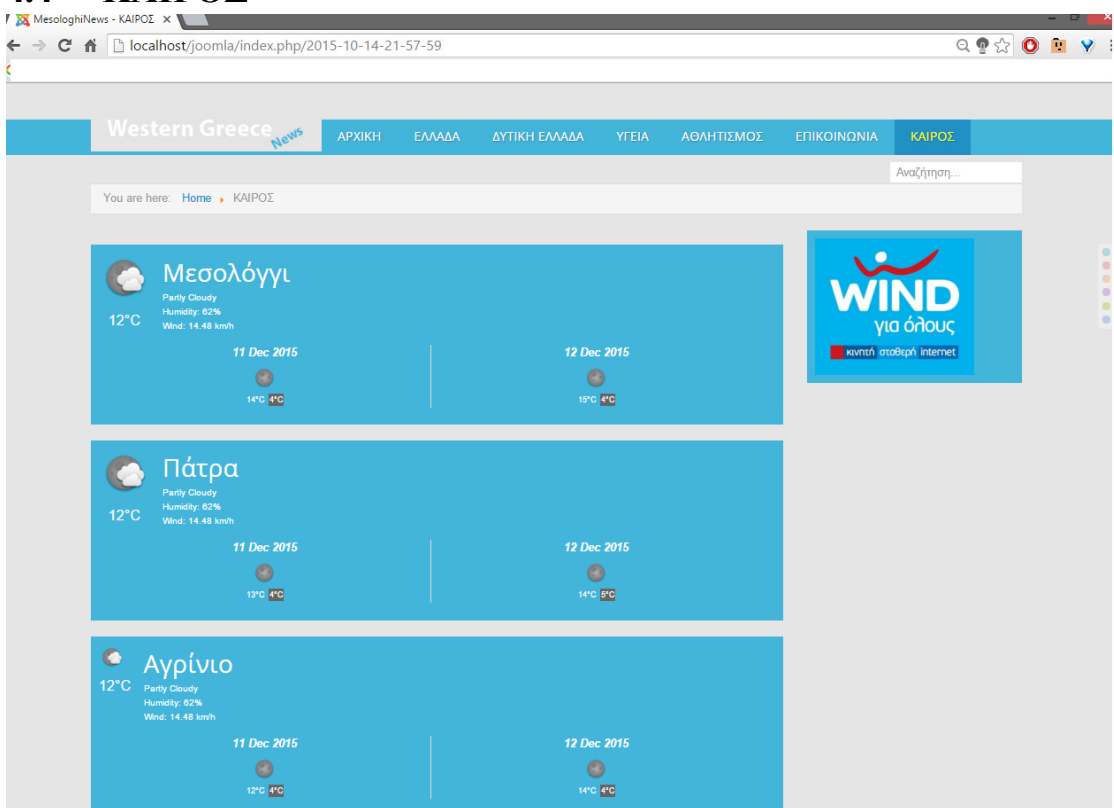 4.4 ΚΑΙΡΟΣ
MesologhiNews - ΚΑΙΡΟΣ
localhost/joomla/index.php/2015-10-14-21-57-59
Western Greece News ΑΡΧΙΚΗ ΕΛΛΑΔΑ ΔΥΤΙΚΗ ΕΛΛΑΔΑ ΥΓΕΙΑ ΑΘΛΗΤΙΣΜΟΣ ΕΠΙΚΟΙΝΩΝΙΑ ΚΑΙΡΟΣ
Αναζήτηση...
You are here: Home ΚΑΙΡΟΣ
Μεσολόγγι
Partly Cloudy
Humidity: 62%
12°C Wind: 14.48 km/h
11 Dec 2015 12 Dec 2015
14°C 4°C 15°C 4°C
WIND
για όλους
κινητή σταθερή internet
Πάτρα
Partly Cloudy
Humidity: 62%
12°C Wind: 14.48 km/h
11 Dec 2015 12 Dec 2015
13°C 4°C 14°C 5°C
Αγρίνιο
12°C Partly Cloudy
Humidity: 62%
Wind: 14.48 km/h
11 Dec 2015 12 Dec 2015
12°C 4°C 14°C 4°C